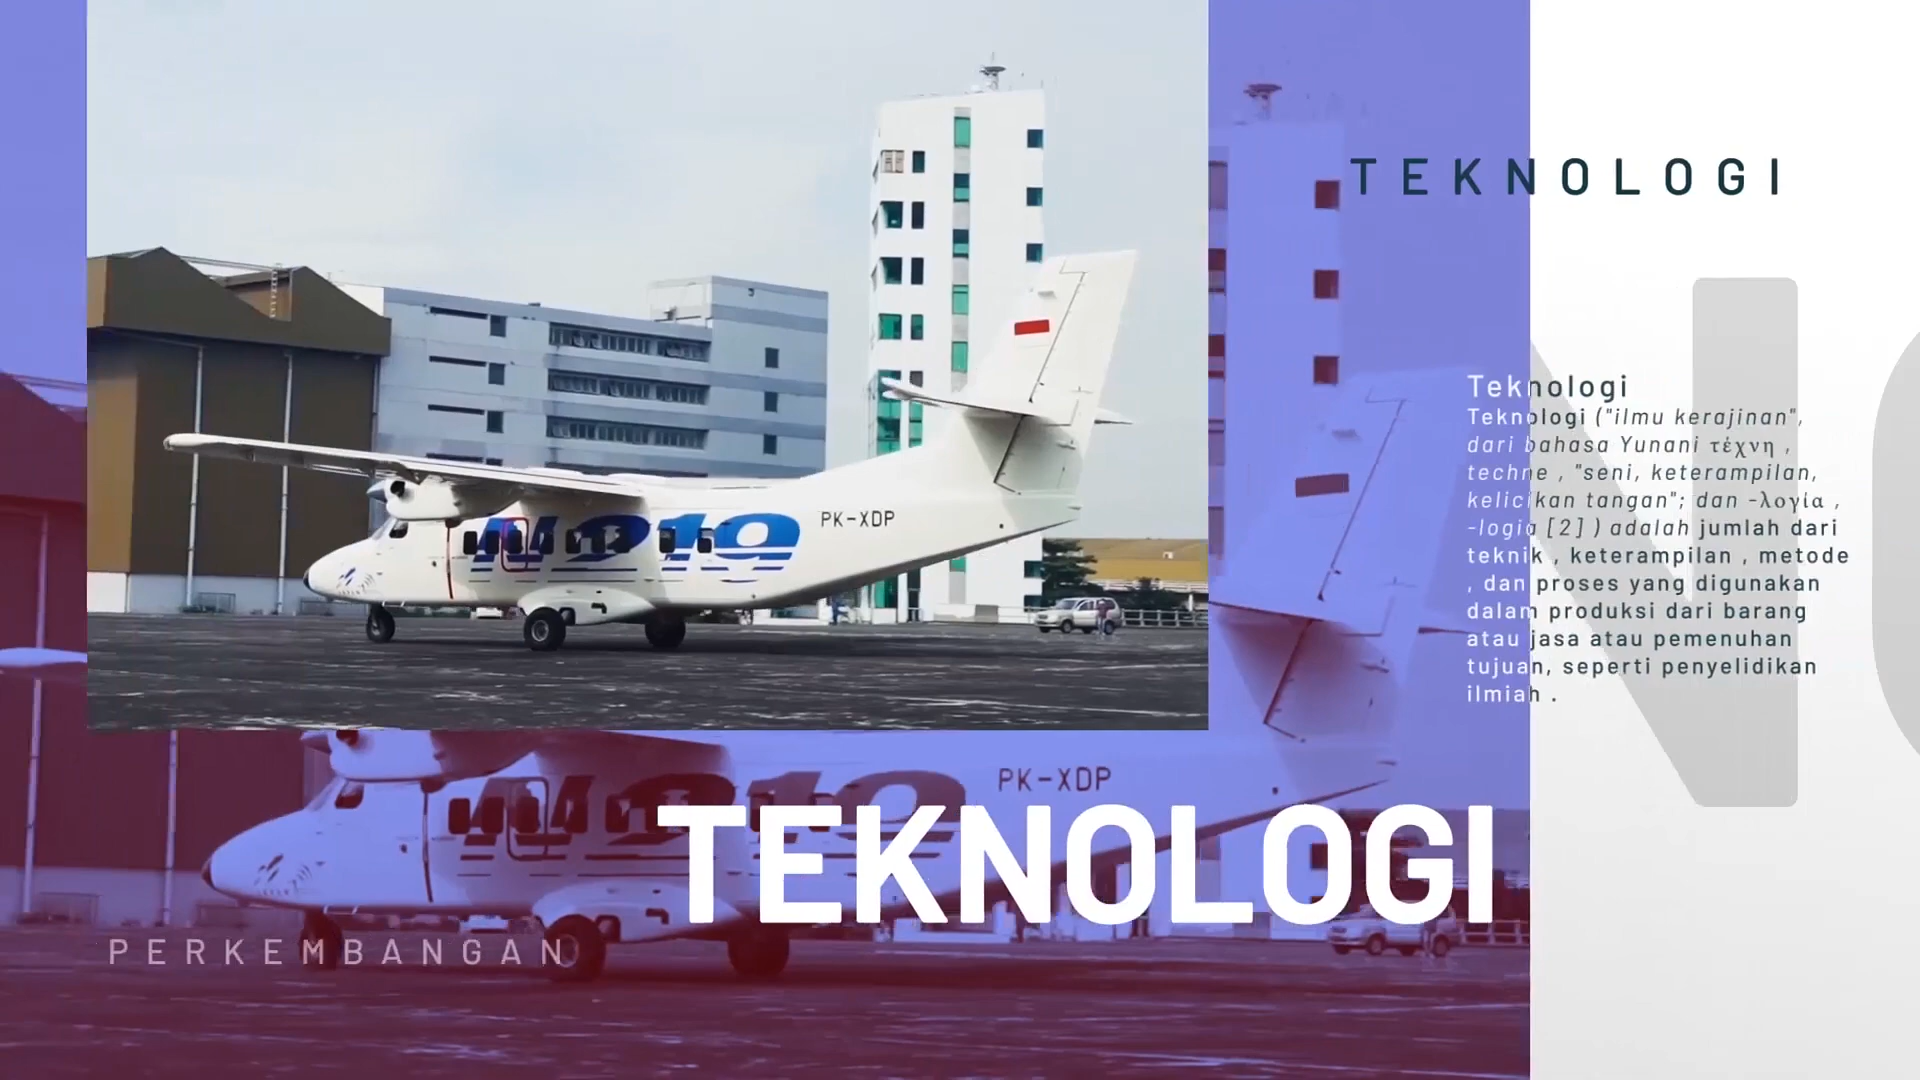 TEKNOLOGI
Teknologi
Teknologi ("ilmu kerajinan",
dari bahasa Yunani τέχνη ,
techne , "seni, keterampilan,
kelicikan tangan"; dan -λογία ,
-logia [2] ) adalah jumlah dari
teknik , keterampilan , metode
, dan proses yang digunakan
dalam produksi dari barang
atau jasa atau pemenuhan
tujuan, seperti penyelidikan
ilmiah .
N219
PK-XDP
N219
PK-XDP
TEKNOLOGI
PERKEMBANGAN
NO